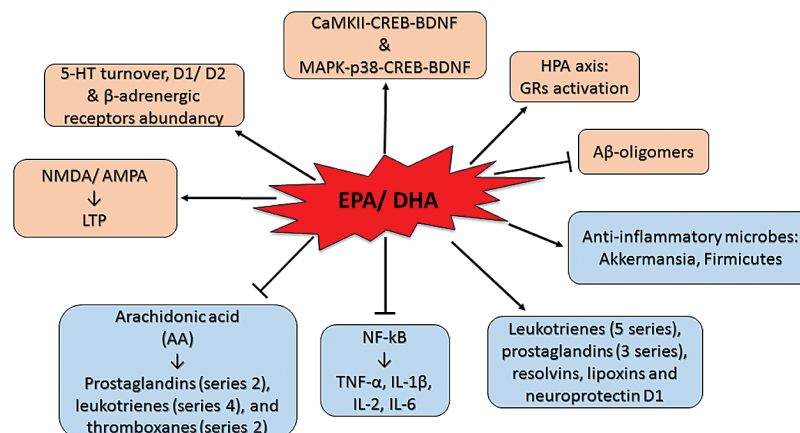 CaMKII-CREB-BDNF
&
MAPK-p38-CREB-BDNF
5-HT turnover, D1/ D2
& β-adrenergic
receptors abundancy
HPA axis:
GRs activation
Aβ-oligomers
NMDA/ AMPA
↓
LTP
EPA/ DHA
Anti-inflammatory microbes:
Akkermansia, Firmicutes
Arachidonic acid
(AA)
↓
Prostaglandins (series 2),
leukotrienes (series 4), and
thromboxanes (series 2)
NF-kB
↓
TNF-α, IL-1β,
IL-2, IL-6
Leukotrienes (5 series),
prostaglandins (3 series),
resolvins, lipoxins and
neuroprotectin D1